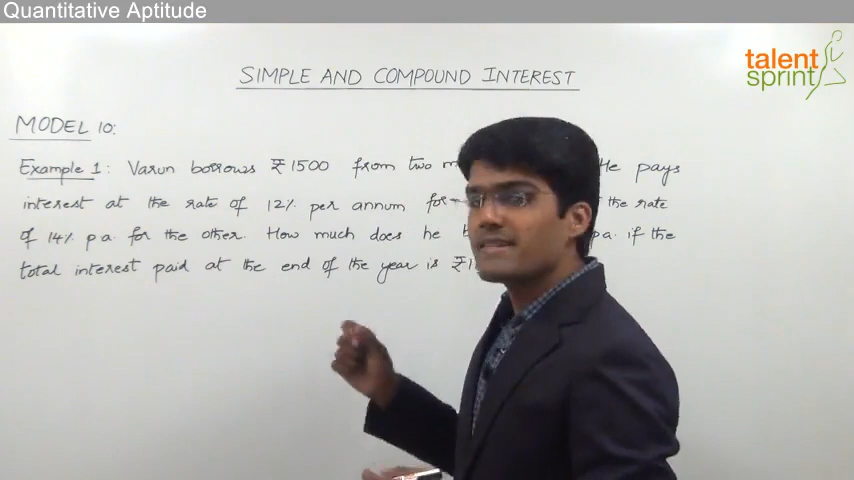 Quantitative Aptitude
talent
sprint
SIMPLE AND COMPOUND INTEREST
MODEL 10:
Example 1: Varun borrows ₹1500 from two He pays
interest at the rate of 12% per annum for the rate
of 14% p.a. for the other. How much does he p.a. if the
total interest paid at the end of the year is